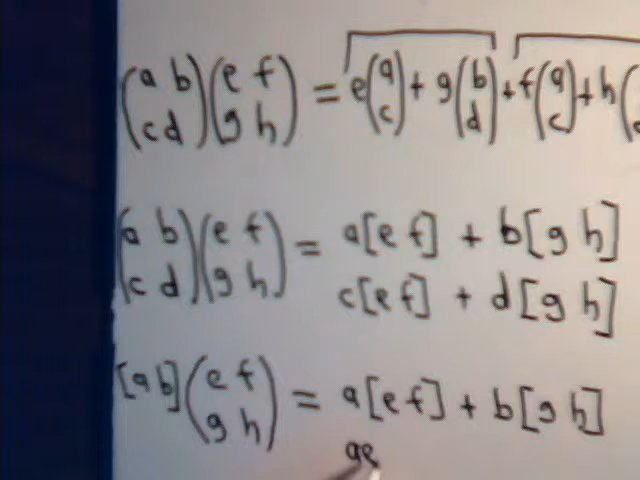 (a b)(e f) = e(a)+ g(b)+f(a)+h(
(c d)(g h) (c) (d) (c)
(a b)(e f) = a[e f] + b[g h]
(c d)(g h) c[e f] + d[g h]
[a b](e f) = a[e f] + b[g h]
(g h)
ae